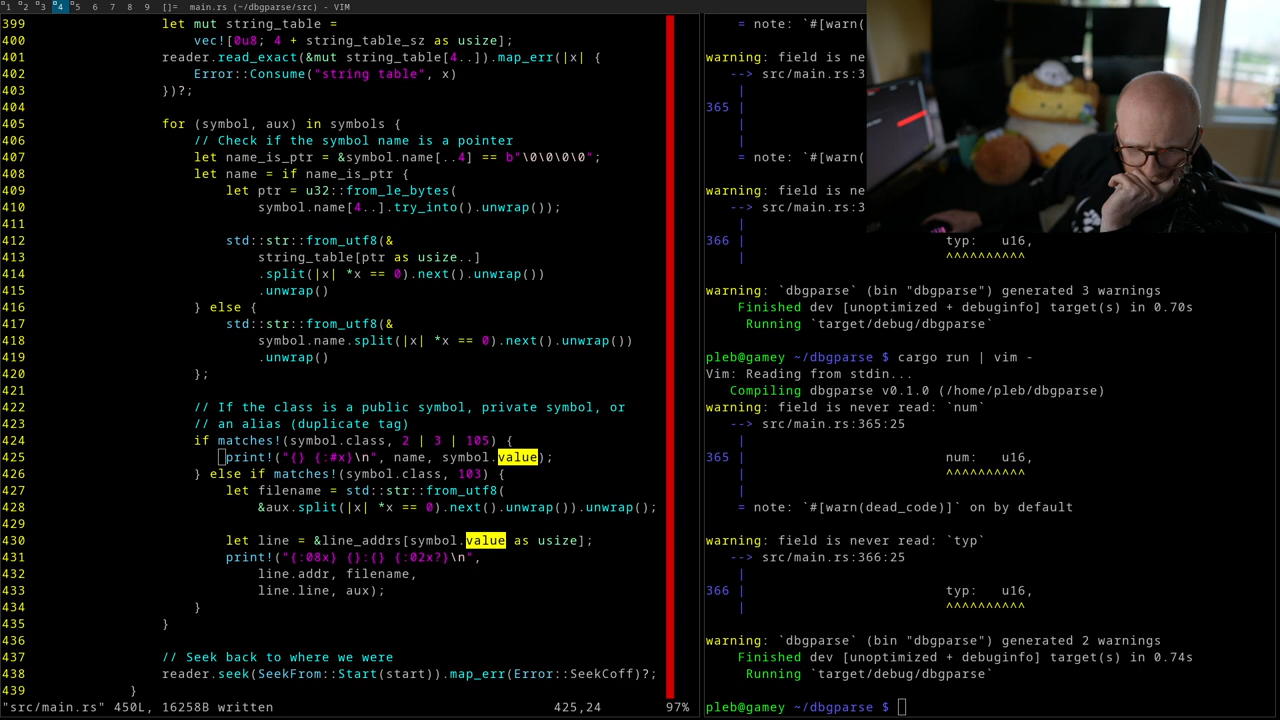 1 2 3 4 5 6 7 8 9 []= main.rs (~/dbgparse/src) - VIM
399 let mut string_table =
400 vec![0u8; 4 + string_table_sz as usize];
401 reader.read_exact(&mut string_table[4..]).map_err(|x| {
402 Error::Consume("string table", x)
403 })?;
404
405 for (symbol, aux) in symbols {
406 // Check if the symbol name is a pointer
407 let name_is_ptr = &symbol.name[..4] == b"\0\0\0\0";
408 let name = if name_is_ptr {
409 let ptr = u32::from_le_bytes(
410 symbol.name[4..].try_into().unwrap());
411
412 std::str::from_utf8(&
413 string_table[ptr as usize..]
414 .split(|x| *x == 0).next().unwrap())
415 .unwrap()
416 } else {
417 std::str::from_utf8(&
418 symbol.name.split(|x| *x == 0).next().unwrap())
419 .unwrap()
420 };
421
422 // If the class is a public symbol, private symbol, or
423 // an alias (duplicate tag)
424 if matches!(symbol.class, 2 | 3 | 105) {
425 print!("{} {:#x}\n", name, symbol.value);
426 } else if matches!(symbol.class, 103) {
427 let filename = std::str::from_utf8(
428 &aux.split(|x| *x == 0).next().unwrap()).unwrap();
429
430 let line = &line_addrs[symbol.value as usize];
431 print!("{:08x} {}:{} {:02x?}\n",
432 line.addr, filename,
433 line.line, aux);
434 }
435 }
436
437 // Seek back to where we were
438 reader.seek(SeekFrom::Start(start)).map_err(Error::SeekCoff)?;
439 }
"src/main.rs" 450L, 16258B written 425,24 97%
= note: `#[warn(
warning: field is ne
--> src/main.rs:3
|
365 |
|
|
= note: `#[warn(
warning: field is ne
--> src/main.rs:3
|
366 | typ: u16,
| ^^^^^^^^^^
warning: `dbgparse` (bin "dbgparse") generated 3 warnings
Finished dev [unoptimized + debuginfo] target(s) in 0.70s
Running `target/debug/dbgparse`
pleb@gamey ~/dbgparse $ cargo run | vim -
Vim: Reading from stdin...
Compiling dbgparse v0.1.0 (/home/pleb/dbgparse)
warning: field is never read: `num`
--> src/main.rs:365:25
|
365 | num: u16,
| ^^^^^^^^^^
|
= note: `#[warn(dead_code)]` on by default
warning: field is never read: `typ`
--> src/main.rs:366:25
|
366 | typ: u16,
| ^^^^^^^^^^
warning: `dbgparse` (bin "dbgparse") generated 2 warnings
Finished dev [unoptimized + debuginfo] target(s) in 0.74s
Running `target/debug/dbgparse`
pleb@gamey ~/dbgparse $